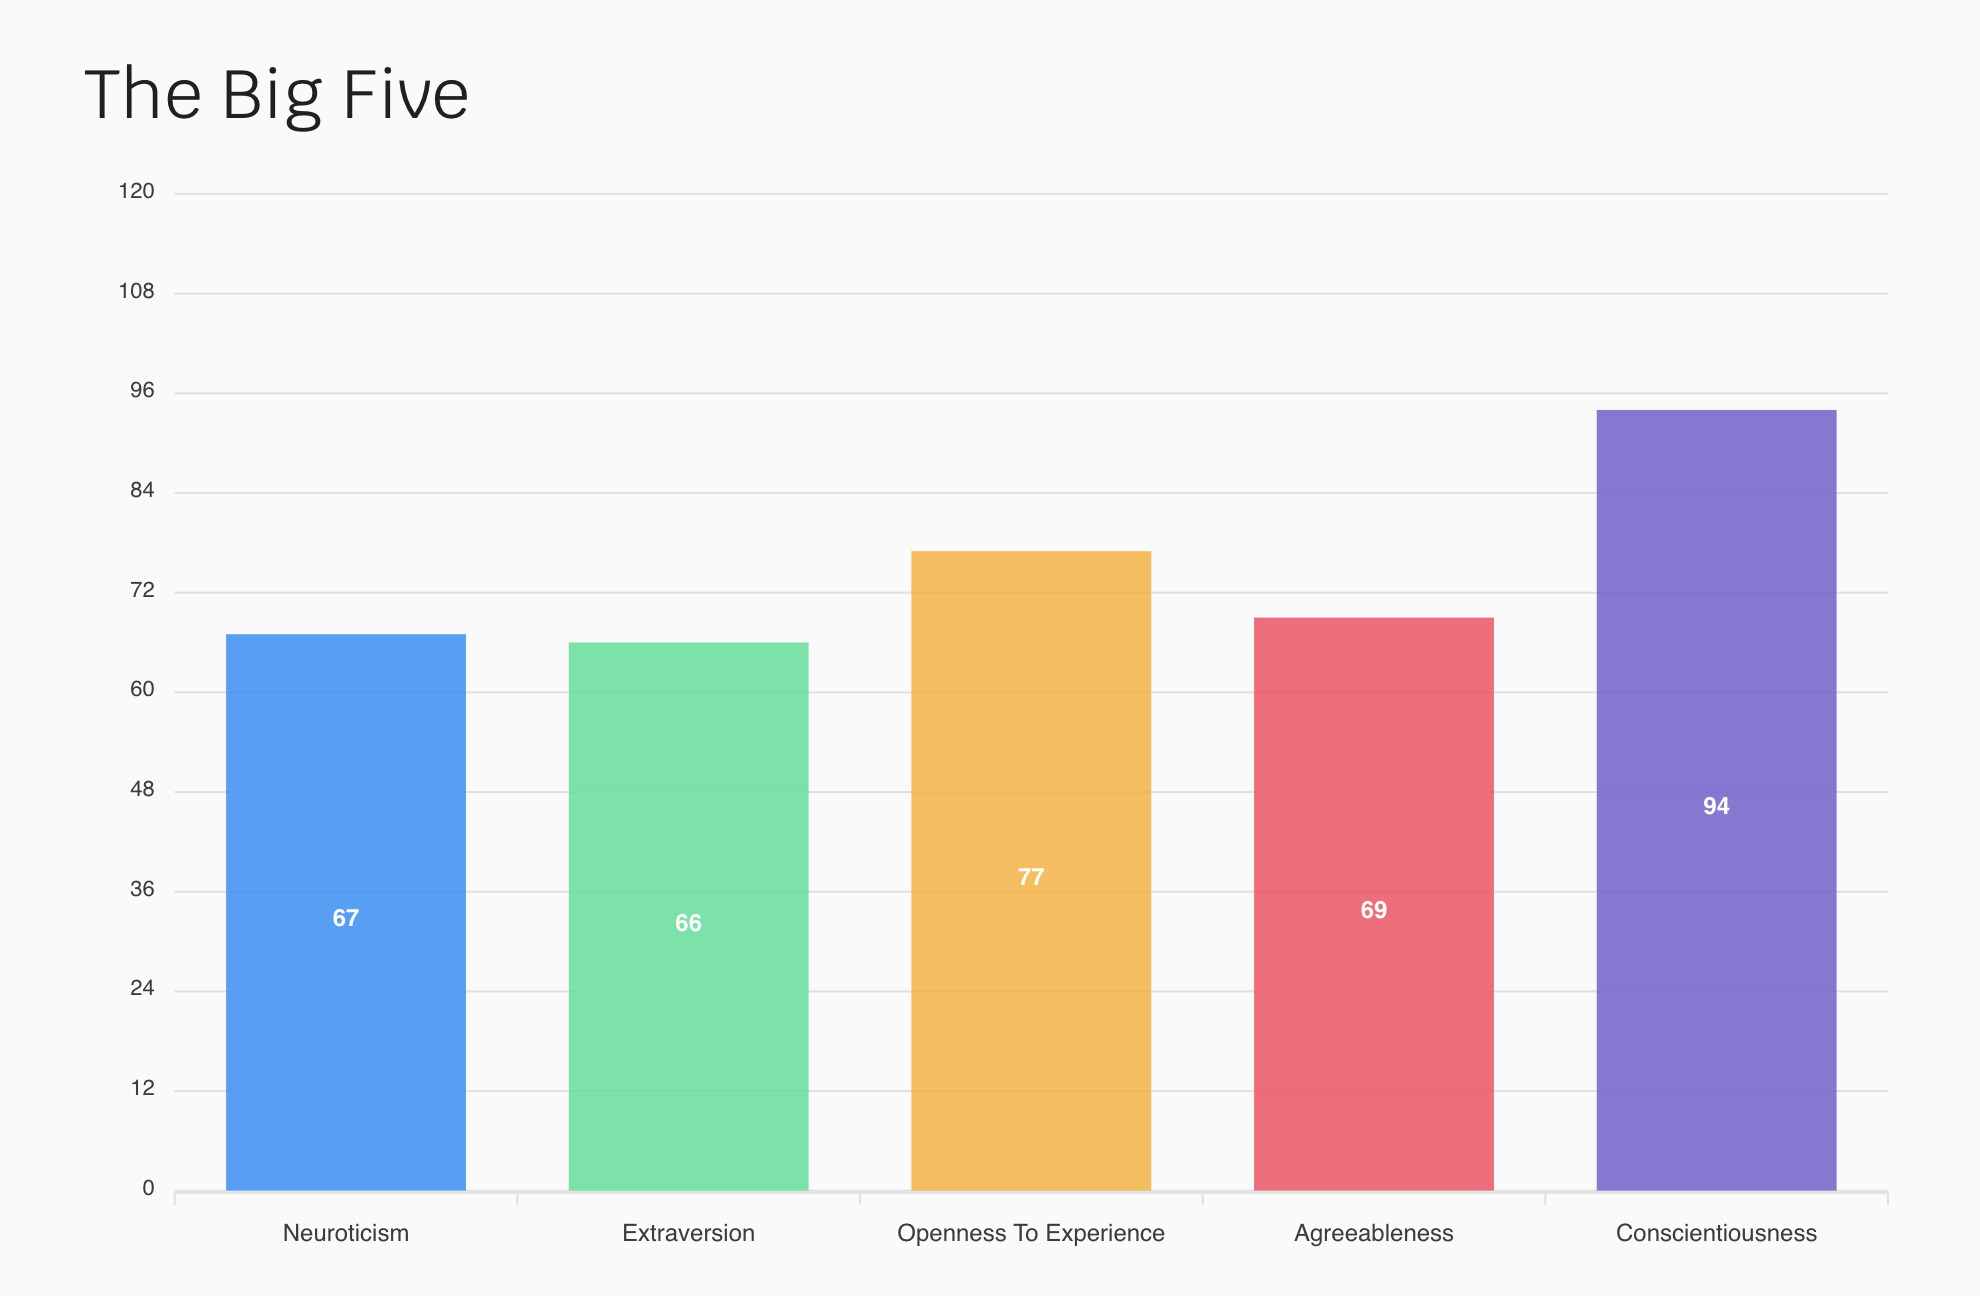 The Big Five
120
108
96
84
72
60
48
36
24
12
0
67
66
77
69
94
Neuroticism
Extraversion
Openness To Experience
Agreeableness
Conscientiousness